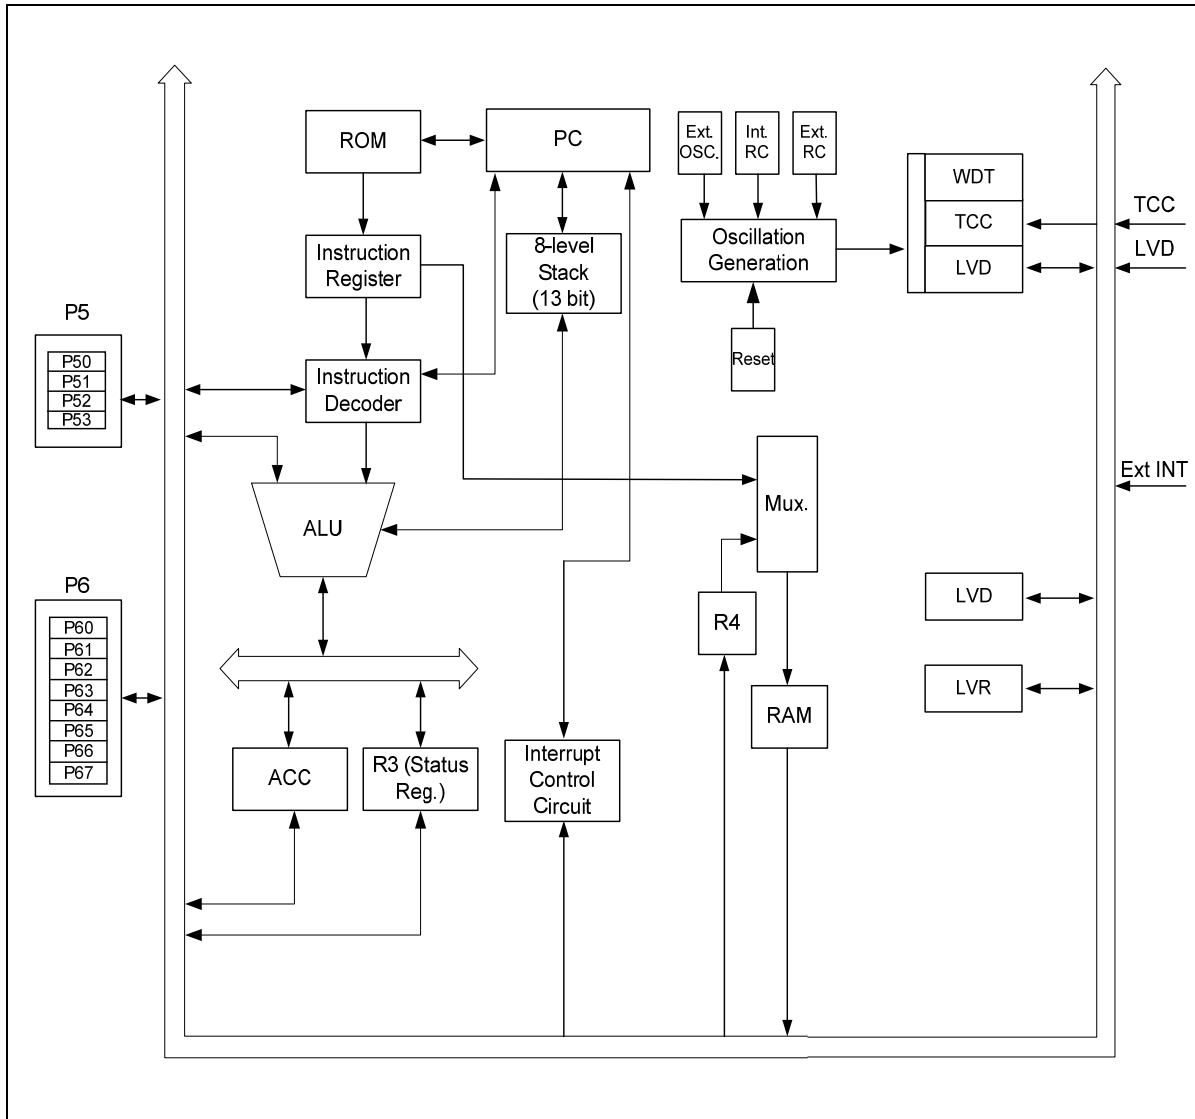 ROM
PC
Ext.
OSC.
Int.
RC
Ext.
RC
WDT
TCC
LVD
TCC
LVD
Instruction
Register
8-level
Stack
(13 bit)
Oscillation
Generation
Reset
P5
P50
P51
P52
P53
Instruction
Decoder
ALU
Mux.
Ext INT
P6
P60
P61
P62
P63
P64
P65
P66
P67
R4
LVD
LVR
RAM
ACC
R3 (Status
Reg.)
Interrupt
Control
Circuit